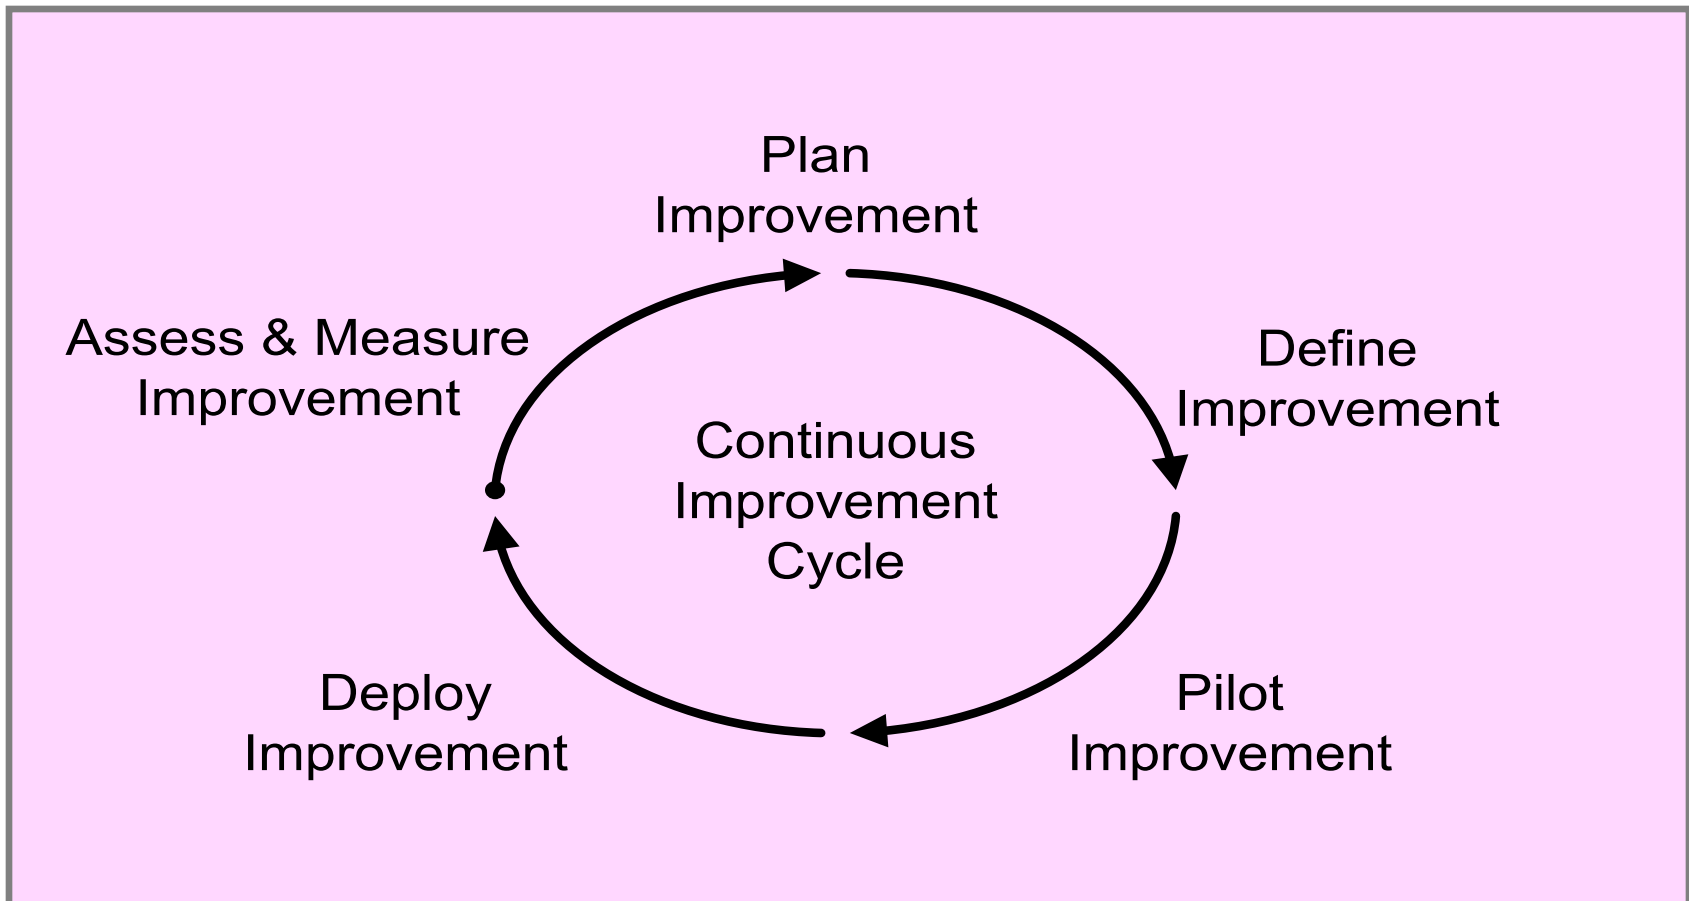 Plan
Improvement
Assess & Measure
Improvement
Define
Improvement
Continuous
Improvement
Cycle
Deploy
Improvement
Pilot
Improvement